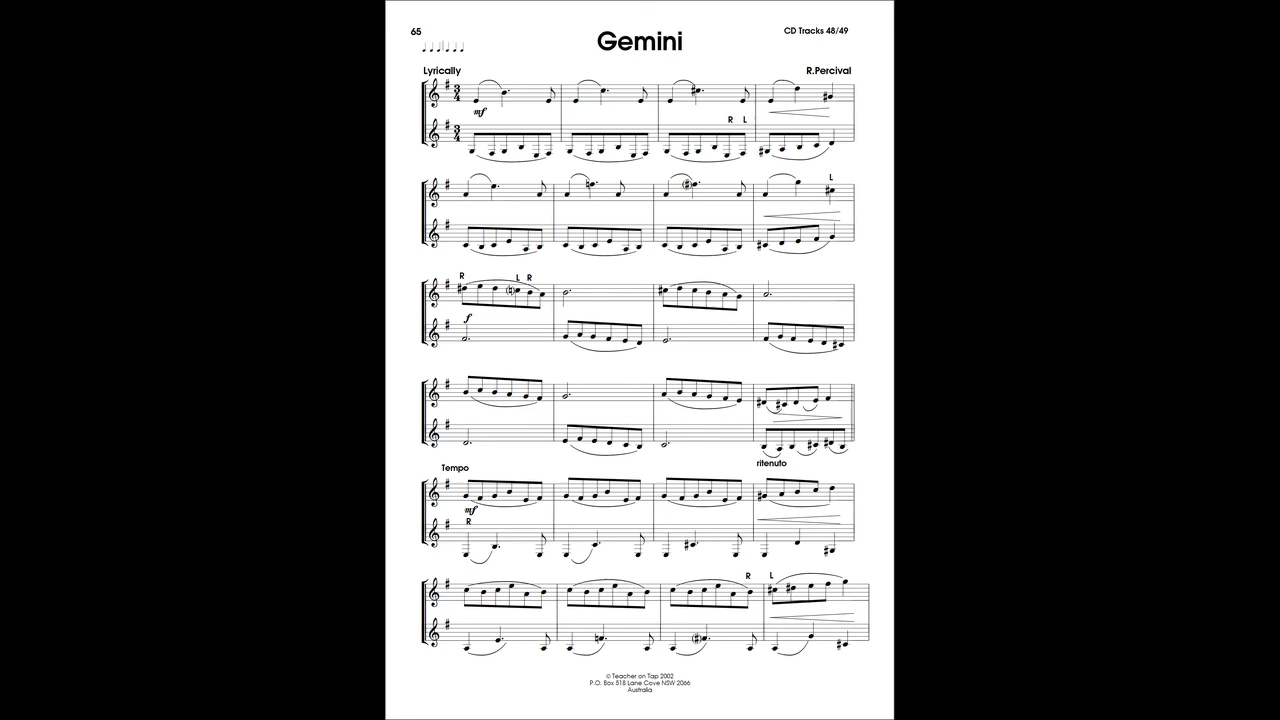 65
CD Tracks 48/49
Gemini
Lyrically
R.Percival
mf
R L
L
R L R
f
Tempo
ritenuto
mf
R
R L
© Teacher on Tap 2002
P.O. Box 518 Lane Cove NSW 2066
Australia